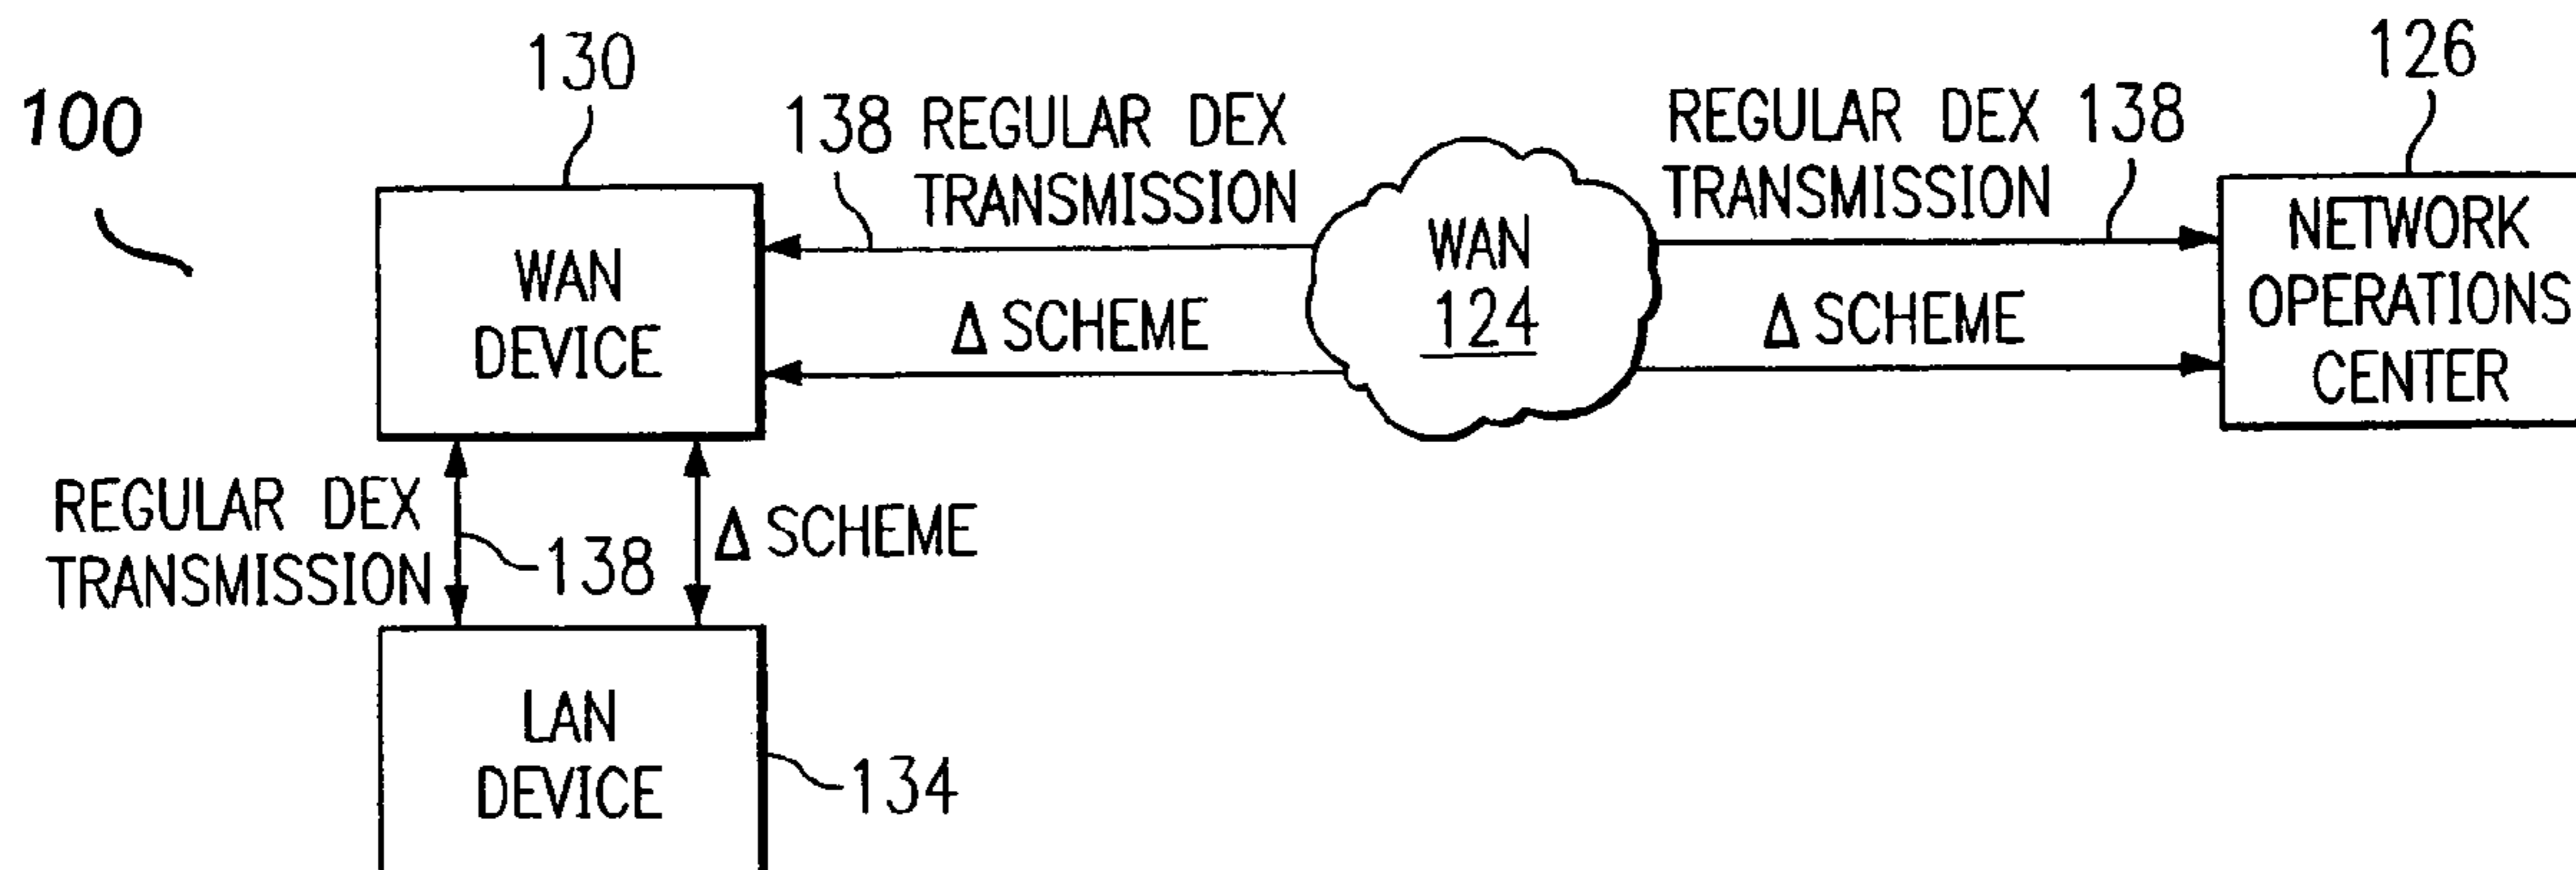 100
130
138 REGULAR DEX
TRANSMISSION
REGULAR DEX 138
TRANSMISSION
126
WAN
DEVICE
Δ SCHEME
WAN
124
Δ SCHEME
NETWORK
OPERATIONS
CENTER
REGULAR DEX
TRANSMISSION
138
Δ SCHEME
LAN
DEVICE
134